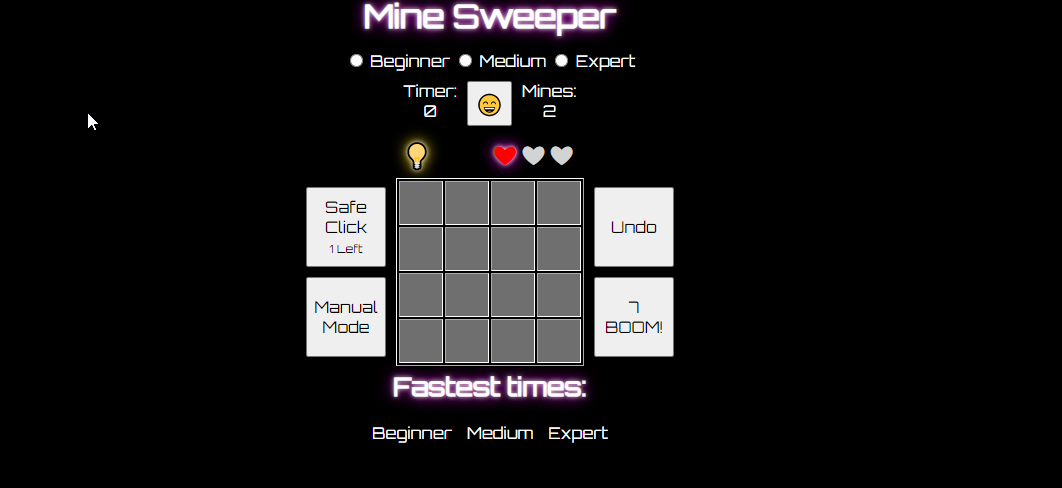 Mine Sweeper
Beginner Medium Expert
Timer: Mines:
0 2
Safe
Click
1 Left
Undo
Manual
Mode
7
BOOM!
Fastest times:
Beginner Medium Expert